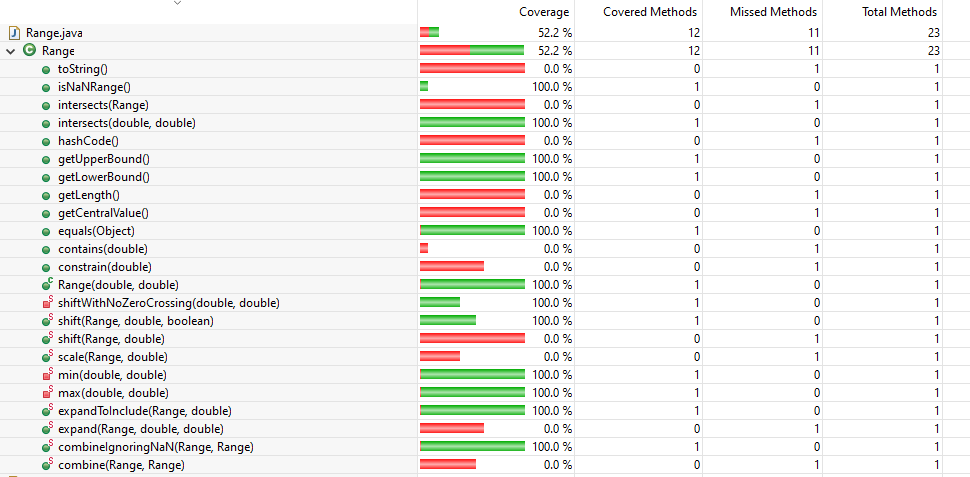 Coverage Covered Methods Missed Methods Total Methods
Range.java 52.2 % 12 11 23
Range 52.2 % 12 11 23
toString() 0.0 % 0 1 1
isNaNRange() 100.0 % 1 0 1
intersects(Range) 0.0 % 0 1 1
intersects(double, double) 100.0 % 1 0 1
hashCode() 0.0 % 0 1 1
getUpperBound() 100.0 % 1 0 1
getLowerBound() 100.0 % 1 0 1
getLength() 0.0 % 0 1 1
getCentralValue() 0.0 % 0 1 1
equals(Object) 100.0 % 1 0 1
contains(double) 0.0 % 0 1 1
constrain(double) 0.0 % 0 1 1
Range(double, double) 100.0 % 1 0 1
shiftWithNoZeroCrossing(double, double) 100.0 % 1 0 1
shift(Range, double, boolean) 100.0 % 1 0 1
shift(Range, double) 0.0 % 0 1 1
scale(Range, double) 0.0 % 0 1 1
min(double, double) 100.0 % 1 0 1
max(double, double) 100.0 % 1 0 1
expandToInclude(Range, double) 100.0 % 1 0 1
expand(Range, double, double) 0.0 % 0 1 1
combineIgnoringNaN(Range, Range) 100.0 % 1 0 1
combine(Range, Range) 0.0 % 0 1 1